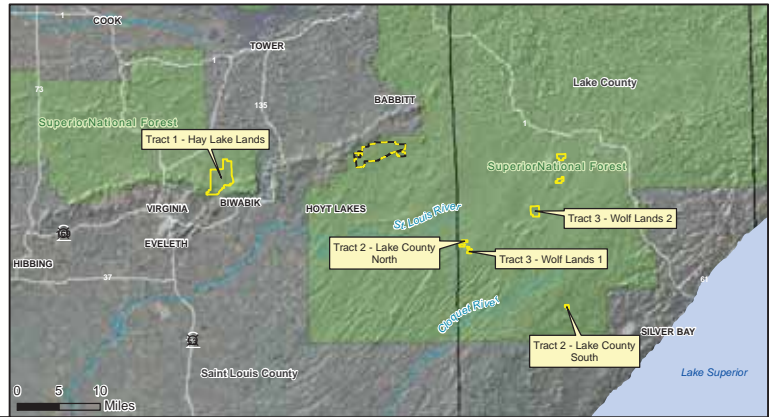 1
COOK
TOWER
1
Lake County
73
135
BABBITT
SuperiorNational Forest
Tract 1 - Hay Lake Lands
1
SuperiorNational Forest
VIRGINIA
BIWABIK
HOYT LAKES
St. Louis River
Tract 3 - Wolf Lands 2
EVELETH
Tract 2 - Lake County
North
Tract 3 - Wolf Lands 1
HIBBING
37
61
Cloquet River
SILVER BAY
Tract 2 - Lake County
South
Saint Louis County
Lake Superior
0 5 10
Miles